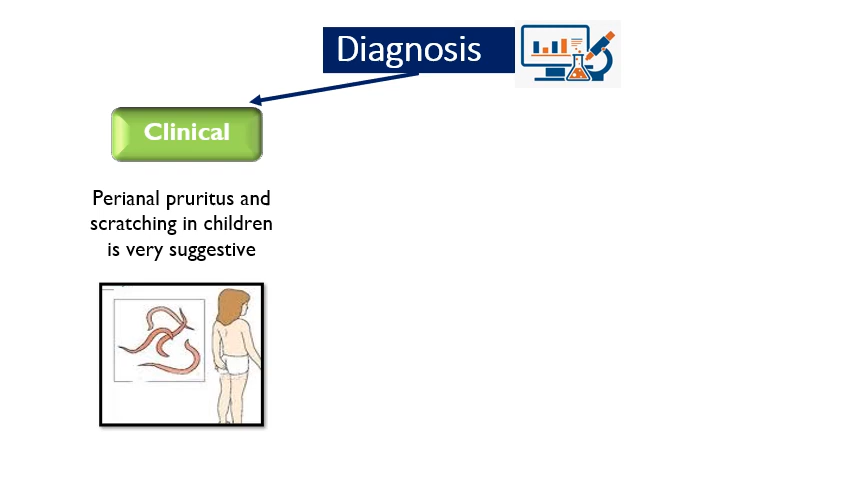 Diagnosis
Clinical
Perianal pruritus and
scratching in children
is very suggestive